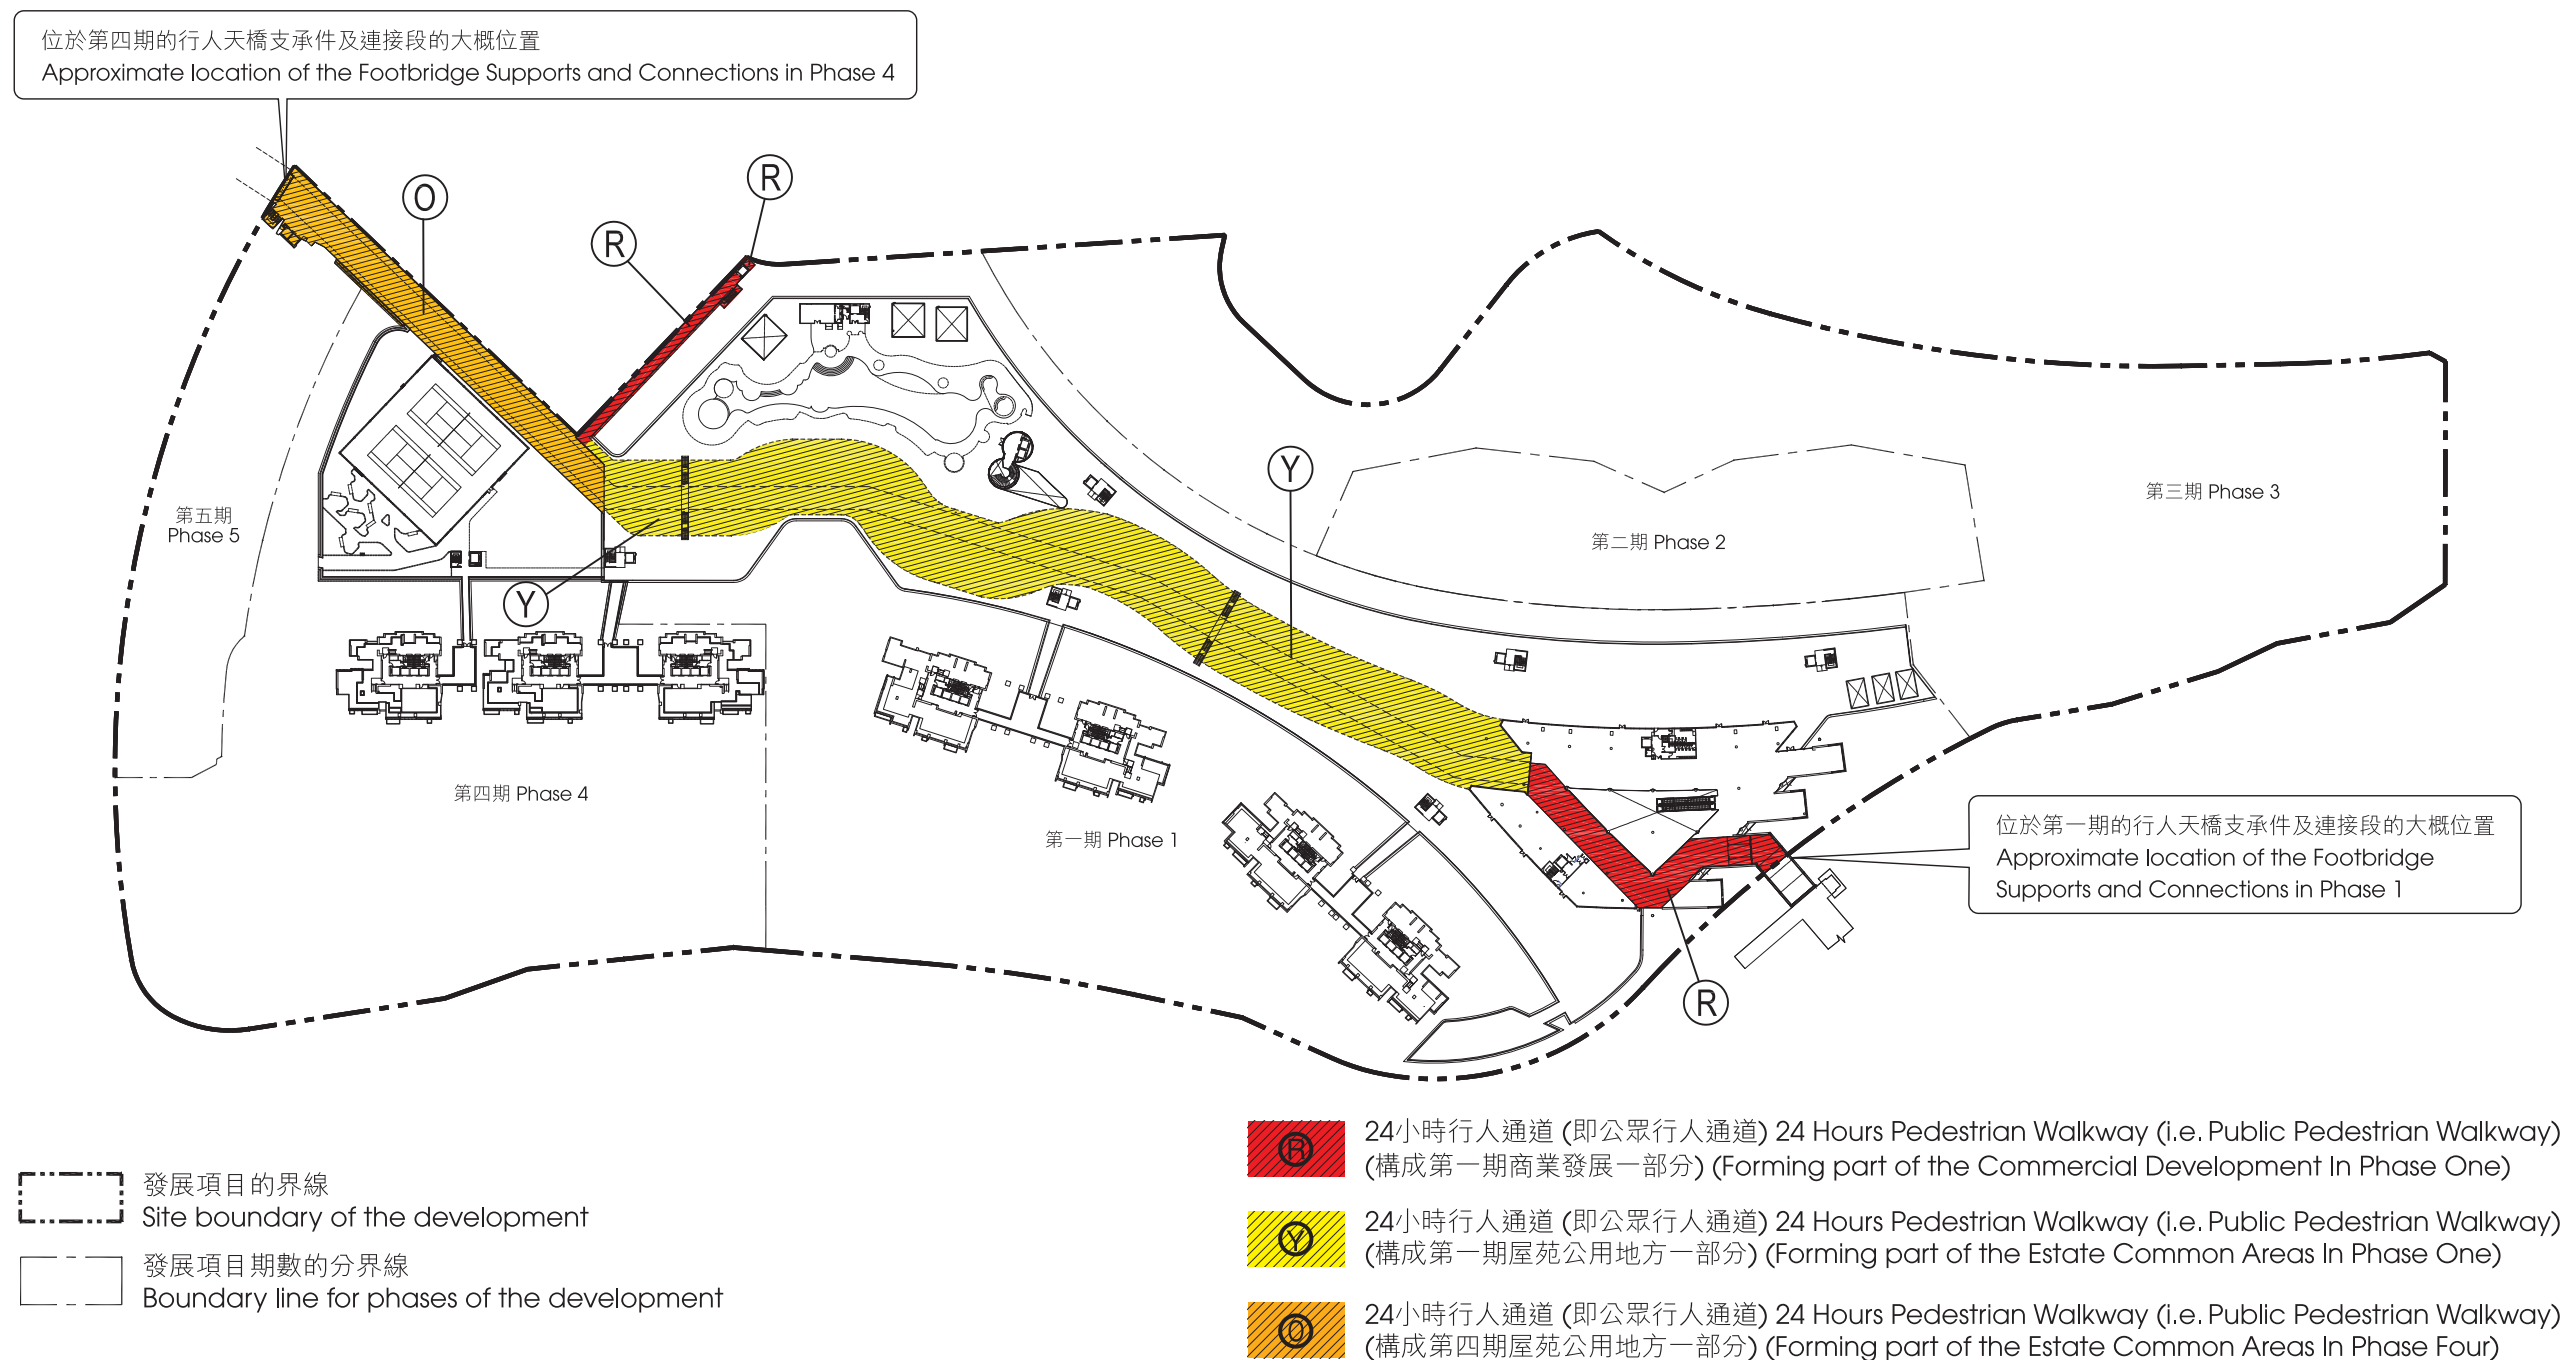 位於第四期的行人天橋支承件及連接段的大概位置
Approximate location of the Footbridge Supports and Connections in Phase 4
O
R
R
Y
Y
第五期
Phase 5
第三期 Phase 3
第二期 Phase 2
第四期 Phase 4
第一期 Phase 1
位於第一期的行人天橋支承件及連接段的大概位置
Approximate location of the Footbridge
Supports and Connections in Phase 1
R
發展項目的界線
Site boundary of the development
發展項目期數的分界線
Boundary line for phases of the development
R
24小時行人通道 (即公眾行人通道) 24 Hours Pedestrian Walkway (i.e. Public Pedestrian Walkway)
(構成第一期商業發展一部分) (Forming part of the Commercial Development In Phase One)
Y
24小時行人通道 (即公眾行人通道) 24 Hours Pedestrian Walkway (i.e. Public Pedestrian Walkway)
(構成第一期屋苑公用地方一部分) (Forming part of the Estate Common Areas In Phase One)
O
24小時行人通道 (即公眾行人通道) 24 Hours Pedestrian Walkway (i.e. Public Pedestrian Walkway)
(構成第四期屋苑公用地方一部分) (Forming part of the Estate Common Areas In Phase Four)